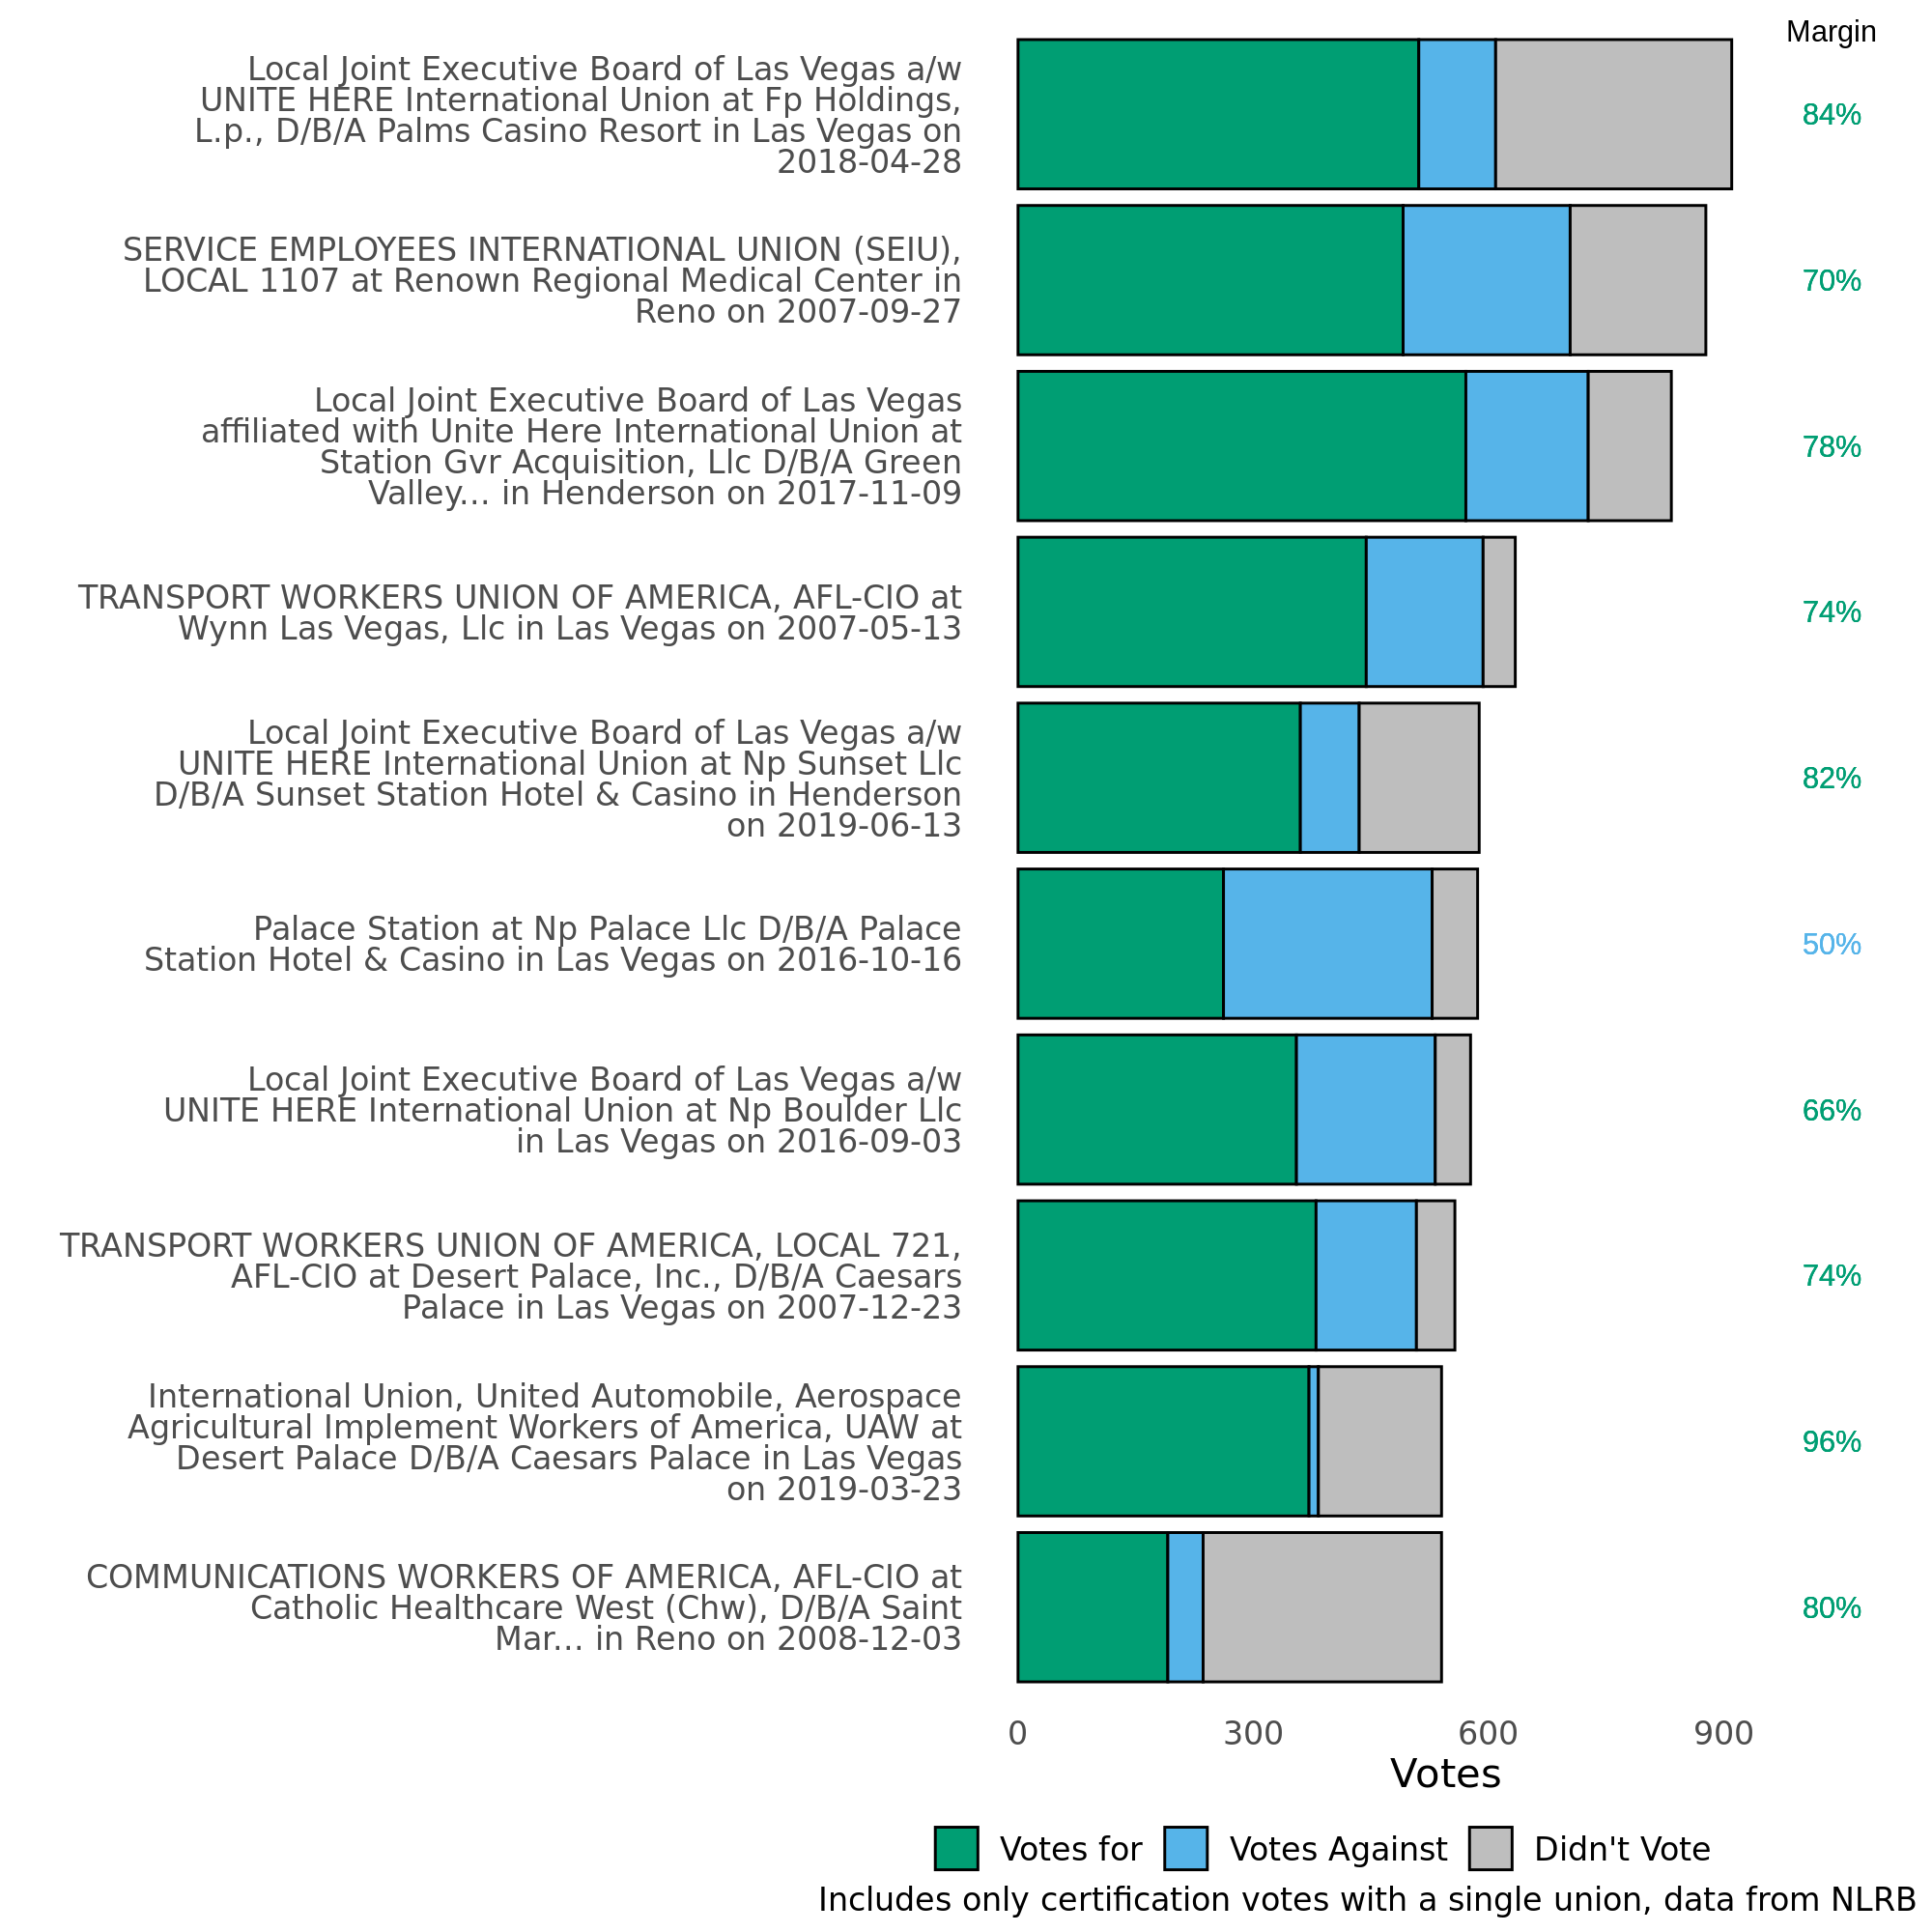 Margin
Local Joint Executive Board of Las Vegas a/w
UNITE HERE International Union at Fp Holdings,
L.p., D/B/A Palms Casino Resort in Las Vegas on
2018-04-28
84%
SERVICE EMPLOYEES INTERNATIONAL UNION (SEIU),
LOCAL 1107 at Renown Regional Medical Center in
Reno on 2007-09-27
70%
Local Joint Executive Board of Las Vegas
affiliated with Unite Here International Union at
Station Gvr Acquisition, Llc D/B/A Green
Valley... in Henderson on 2017-11-09
78%
TRANSPORT WORKERS UNION OF AMERICA, AFL-CIO at
Wynn Las Vegas, Llc in Las Vegas on 2007-05-13
74%
Local Joint Executive Board of Las Vegas a/w
UNITE HERE International Union at Np Sunset Llc
D/B/A Sunset Station Hotel & Casino in Henderson
on 2019-06-13
82%
Palace Station at Np Palace Llc D/B/A Palace
Station Hotel & Casino in Las Vegas on 2016-10-16
50%
Local Joint Executive Board of Las Vegas a/w
UNITE HERE International Union at Np Boulder Llc
in Las Vegas on 2016-09-03
66%
TRANSPORT WORKERS UNION OF AMERICA, LOCAL 721,
AFL-CIO at Desert Palace, Inc., D/B/A Caesars
Palace in Las Vegas on 2007-12-23
74%
International Union, United Automobile, Aerospace
Agricultural Implement Workers of America, UAW at
Desert Palace D/B/A Caesars Palace in Las Vegas
on 2019-03-23
96%
COMMUNICATIONS WORKERS OF AMERICA, AFL-CIO at
Catholic Healthcare West (Chw), D/B/A Saint
Mar... in Reno on 2008-12-03
80%
0 300 600 900
Votes
Votes for Votes Against Didn't Vote
Includes only certification votes with a single union, data from NLRB